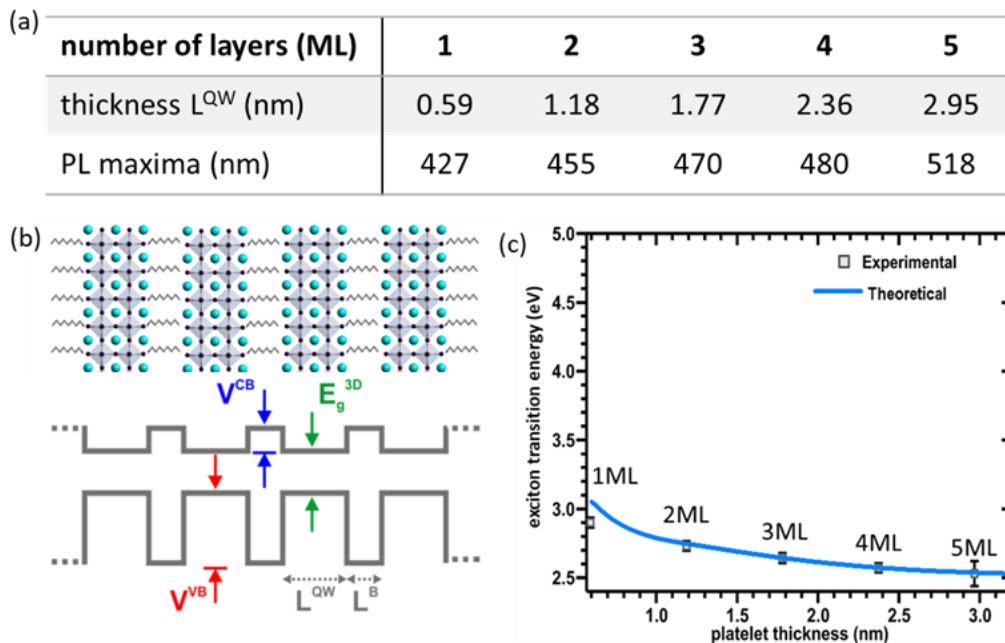 (a)
number of layers (ML) 1 2 3 4 5
thickness L^QW (nm) 0.59 1.18 1.77 2.36 2.95
PL maxima (nm) 427 455 470 480 518
(b)
V^CB
E_g^3D
V^VB
L^QW
L^B
(c)
5.0
4.5
4.0
3.5
3.0
2.5
exciton transition energy (eV)
Experimental
Theoretical
1ML
2ML
3ML
4ML
5ML
1.0 1.5 2.0 2.5 3.0
platelet thickness (nm)